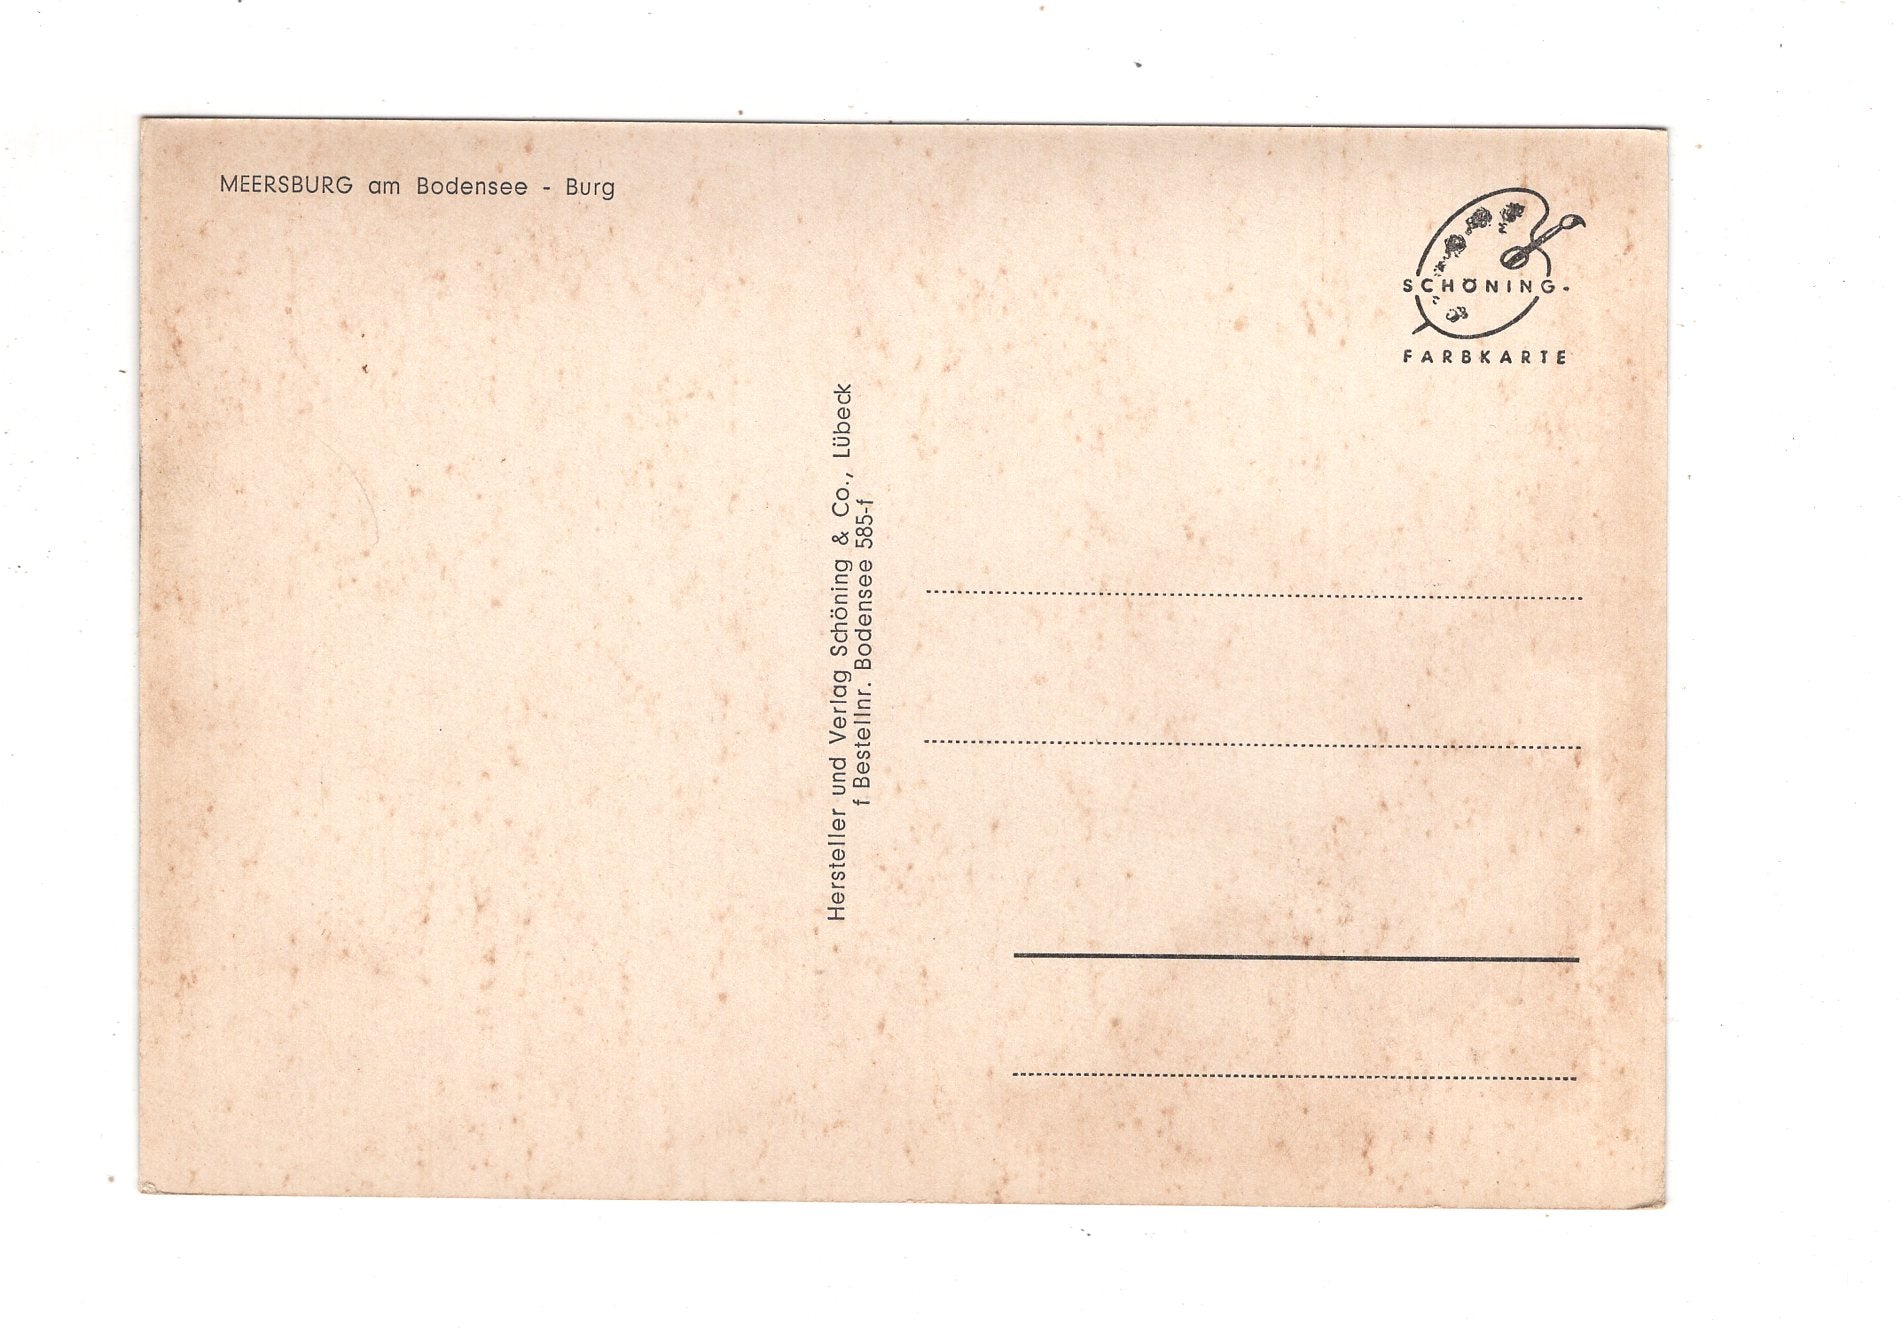 MEERSBURG am Bodensee - Burg
SCHÖNING-
FARBKARTE
Hersteller und Verlag Schöning & Co., Lübeck
f Bestellnr. Bodensee 585-f